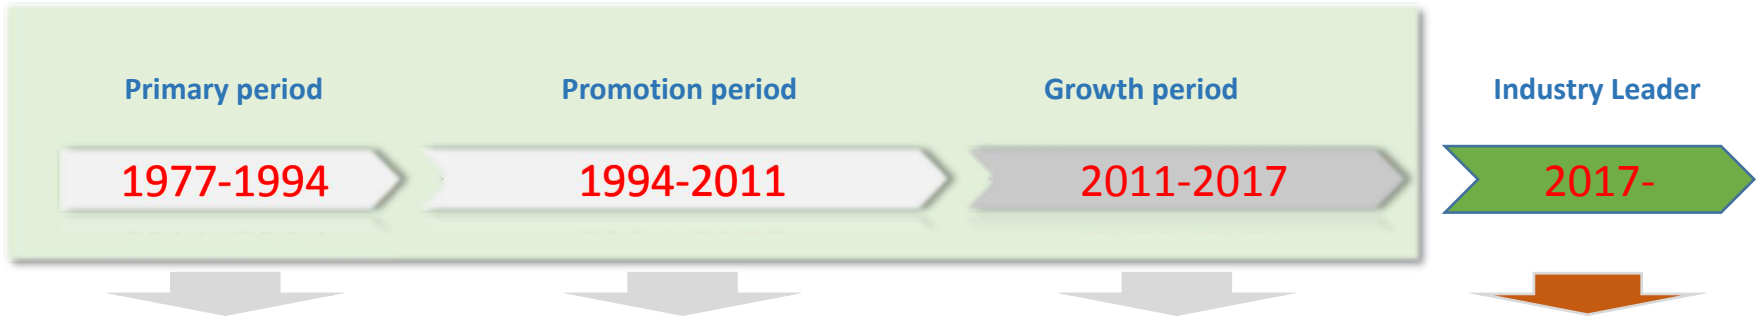 Primary period
Promotion period
Growth period
Industry Leader
1977-1994
1994-2011
2011-2017
2017-